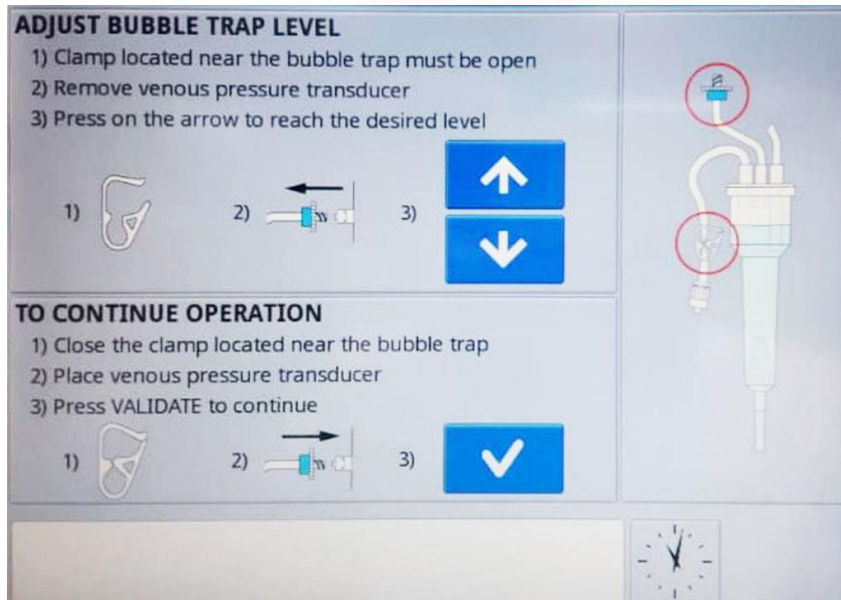 ADJUST BUBBLE TRAP LEVEL
1) Clamp located near the bubble trap must be open
2) Remove venous pressure transducer
3) Press on the arrow to reach the desired level
1)
2)
3)
TO CONTINUE OPERATION
1) Close the clamp located near the bubble trap
2) Place venous pressure transducer
3) Press VALIDATE to continue
1)
2)
3)